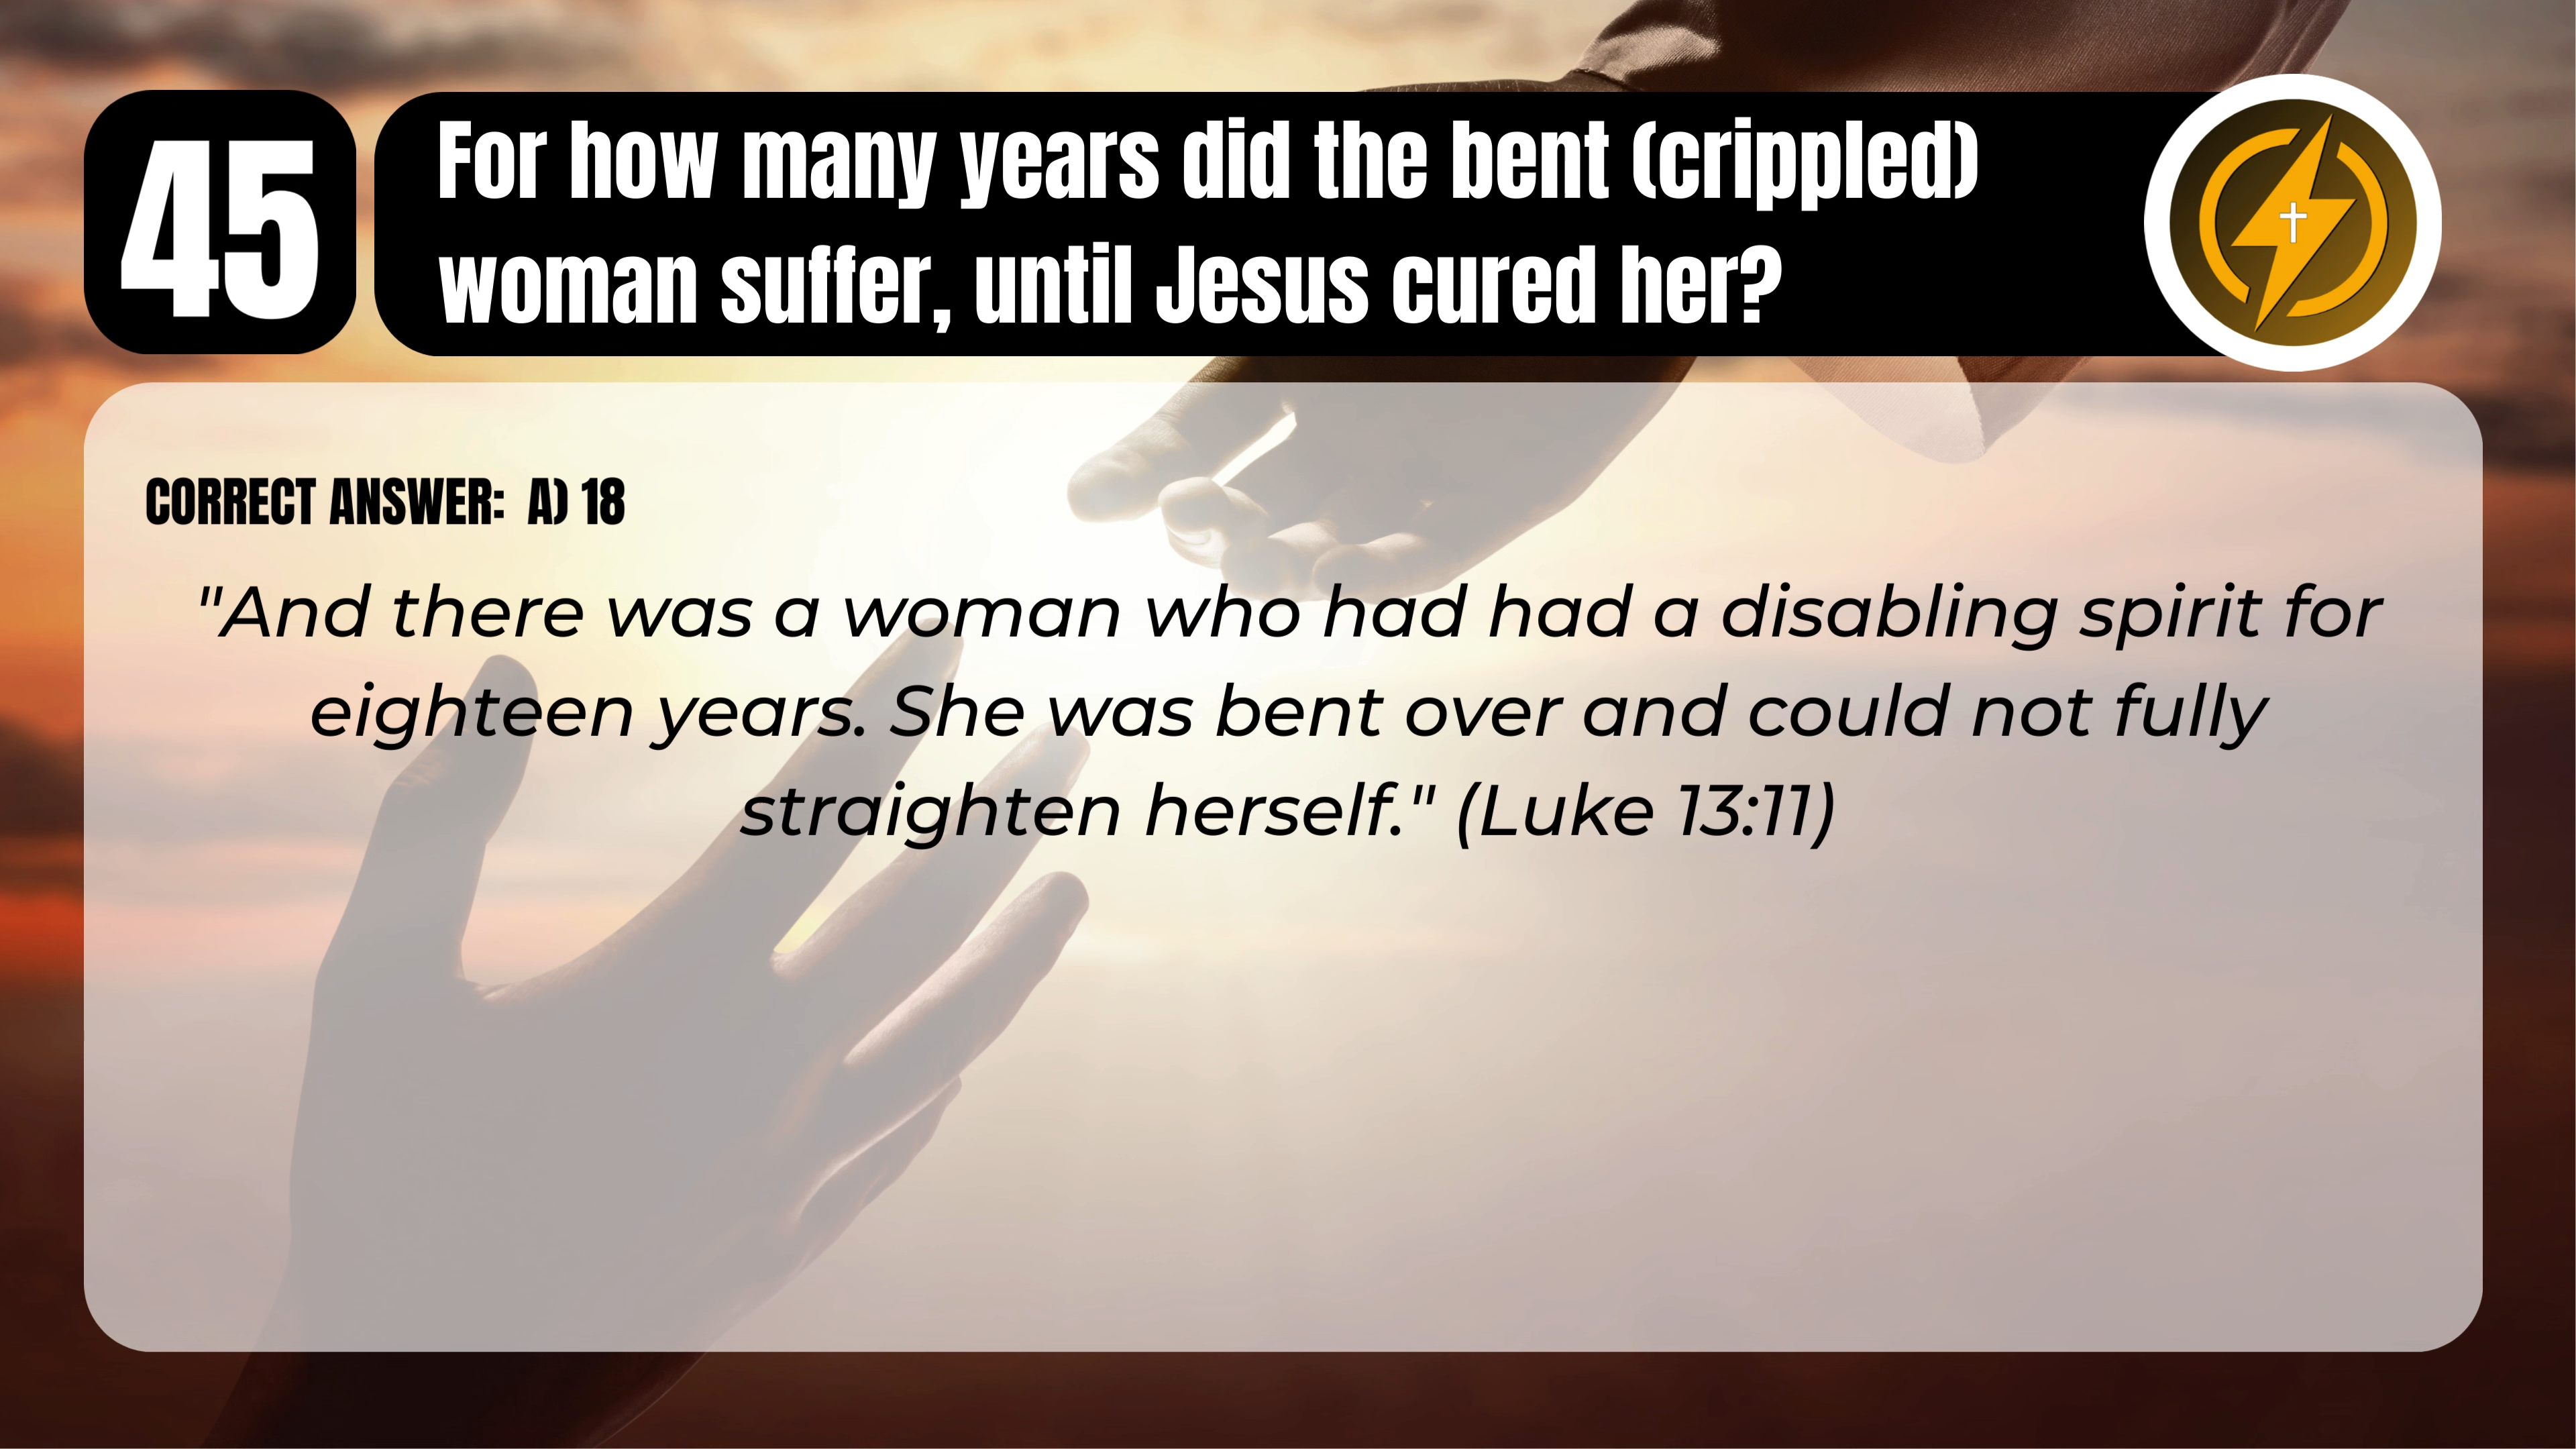 45
For how many years did the bent (crippled)
woman suffer, until Jesus cured her?
CORRECT ANSWER: A) 18
"And there was a woman who had had a disabling spirit for
eighteen years. She was bent over and could not fully
straighten herself." (Luke 13:11)